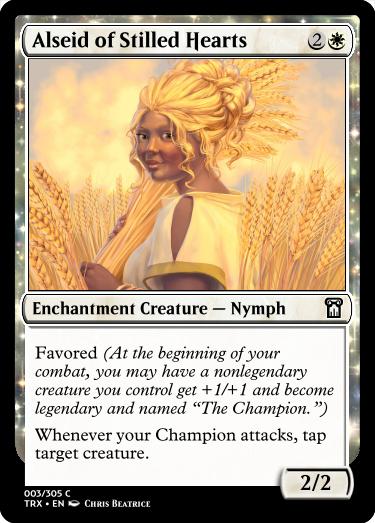 Alseid of Stilled Hearts 2
Enchantment Creature — Nymph
Favored (At the beginning of your
combat, you may have a nonlegendary
creature you control get +1/+1 and become
legendary and named “The Champion.”)
Whenever your Champion attacks, tap
target creature.
2/2
003/305 C
TRX • EN Chris Beatrice